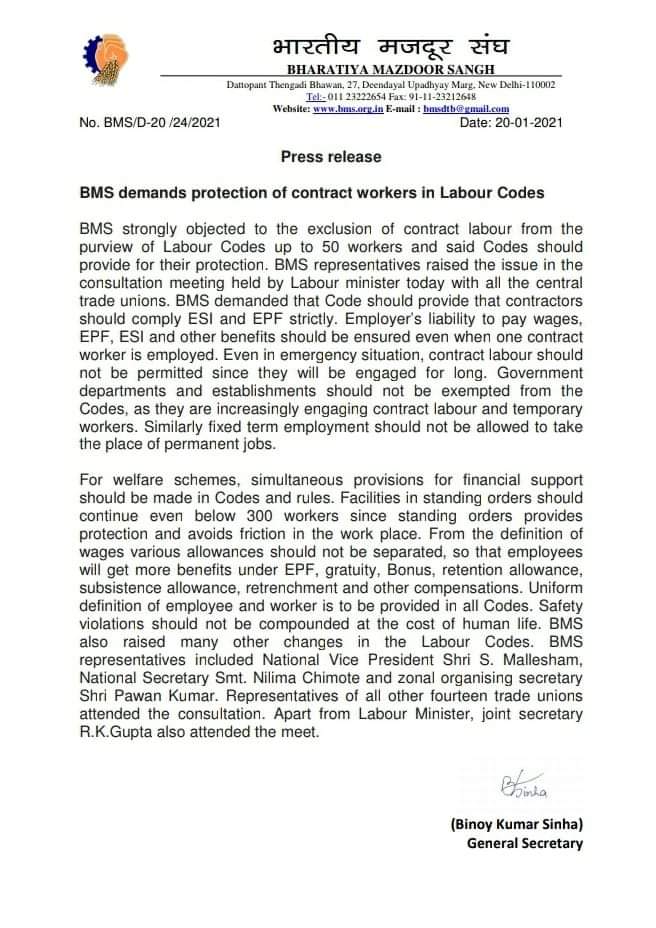 भारतीय मजदूर संघ
BHARATIYA MAZDOOR SANGH
Dattopant Thengadi Bhawan, 27, Deendayal Upadhyay Marg, New Delhi-110002
Tel:- 011 23222654 Fax: 91-11-23212648
Website: www.bms.org.in E-mail : bmsdtb@gmail.com
No. BMS/D-20 /24/2021 Date: 20-01-2021
Press release
BMS demands protection of contract workers in Labour Codes
BMS strongly objected to the exclusion of contract labour from the
purview of Labour Codes up to 50 workers and said Codes should
provide for their protection. BMS representatives raised the issue in the
consultation meeting held by Labour minister today with all the central
trade unions. BMS demanded that Code should provide that contractors
should comply ESI and EPF strictly. Employer's liability to pay wages,
EPF, ESI and other benefits should be ensured even when one contract
worker is employed. Even in emergency situation, contract labour should
not be permitted since they will be engaged for long. Government
departments and establishments should not be exempted from the
Codes, as they are increasingly engaging contract labour and temporary
workers. Similarly fixed term employment should not be allowed to take
the place of permanent jobs.
For welfare schemes, simultaneous provisions for financial support
should be made in Codes and rules. Facilities in standing orders should
continue even below 300 workers since standing orders provides
protection and avoids friction in the work place. From the definition of
wages various allowances should not be separated, so that employees
will get more benefits under EPF, gratuity, Bonus, retention allowance,
subsistence allowance, retrenchment and other compensations. Uniform
definition of employee and worker is to be provided in all Codes. Safety
violations should not be compounded at the cost of human life. BMS
also raised many other changes in the Labour Codes. BMS
representatives included National Vice President Shri S. Mallesham,
National Secretary Smt. Nilima Chimote and zonal organising secretary
Shri Pawan Kumar. Representatives of all other fourteen trade unions
attended the consultation. Apart from Labour Minister, joint secretary
R.K.Gupta also attended the meet.
BSinha
(Binoy Kumar Sinha)
General Secretary